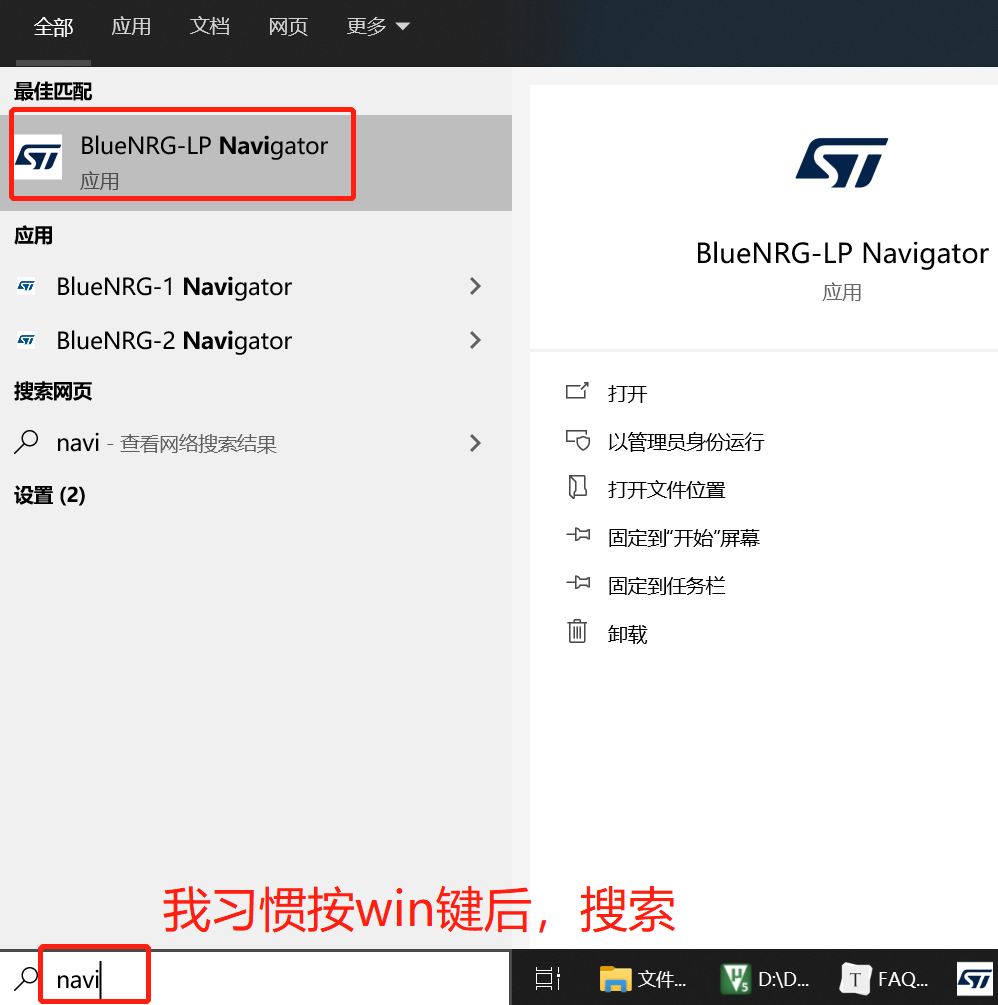 全部 应用 文档 网页 更多
最佳匹配
BlueNRG-LP Navigator
应用
应用
BlueNRG-1 Navigator
BlueNRG-2 Navigator
搜索网页
navi - 查看网络搜索结果
设置 (2)
BlueNRG-LP Navigator
应用
打开
以管理员身份运行
打开文件位置
固定到“开始”屏幕
固定到任务栏
卸载
我习惯按win键后，搜索
navi
文件... D:\D... FAQ...